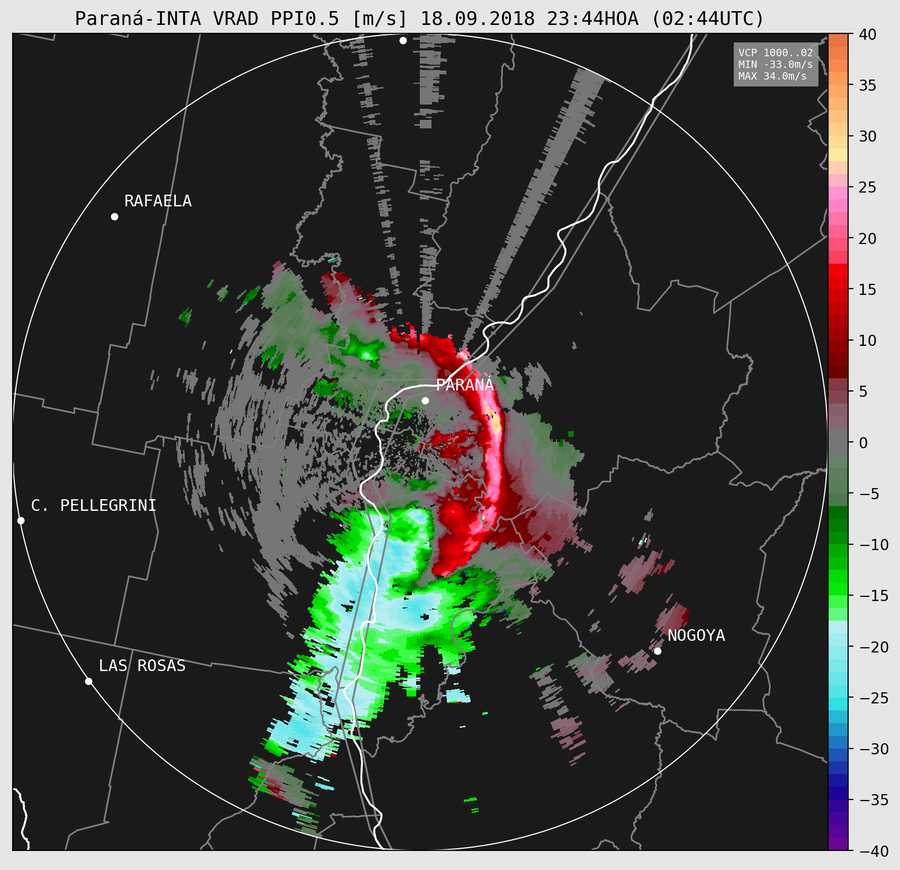 Paraná-INTA VRAD PPI0.5 [m/s] 18.09.2018 23:44HOA (02:44UTC)
VCP 1000..02
MIN -33.0m/s
MAX 34.0m/s
RAFAELA
PARANÁ
C. PELLEGRINI
LAS ROSAS
NOGOYA
40
35
30
25
20
15
10
5
0
−5
−10
−15
−20
−25
−30
−35
−40